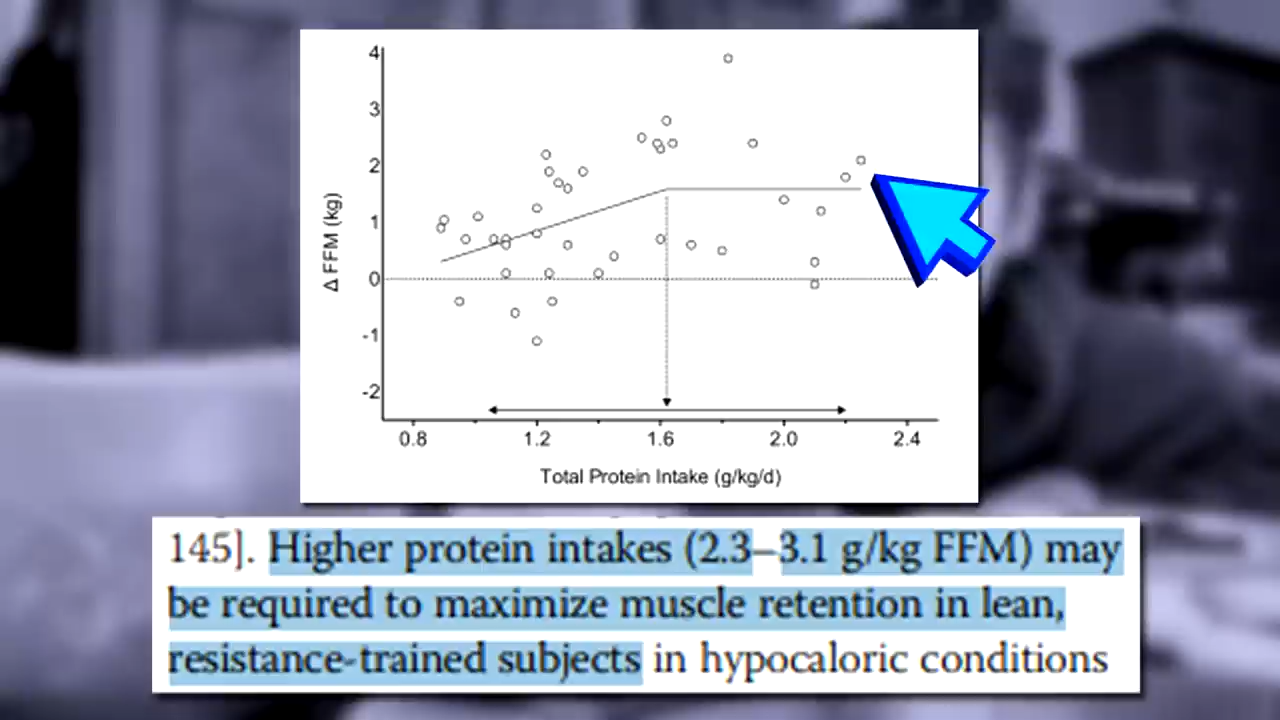 4
3
2
1
0
-1
-2
Δ FFM (kg)
0.8 1.2 1.6 2.0 2.4
Total Protein Intake (g/kg/d)
145]. Higher protein intakes (2.3–3.1 g/kg FFM) may
be required to maximize muscle retention in lean,
resistance-trained subjects in hypocaloric conditions